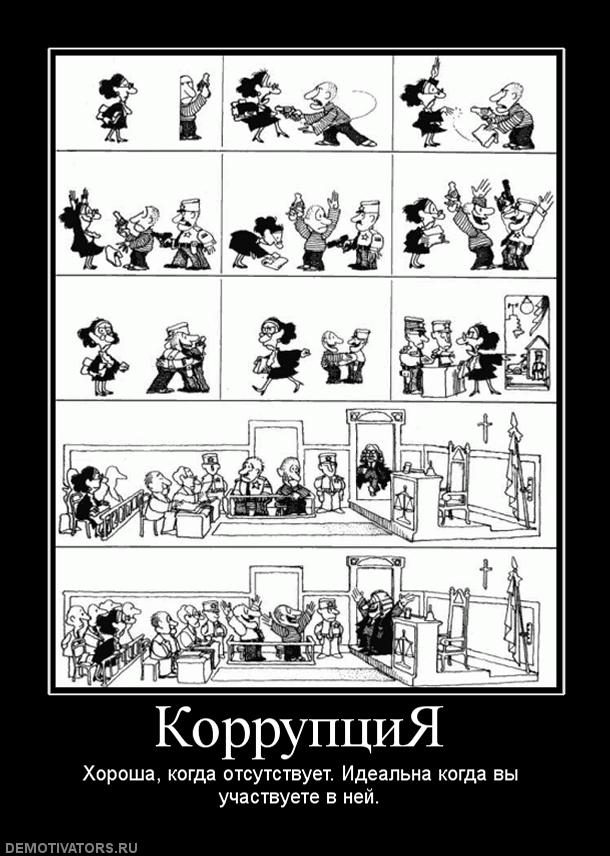 КоррупциЯ
Хороша, когда отсутствует. Идеальна когда вы
участвуете в ней.
DEMOTIVATORS.RU